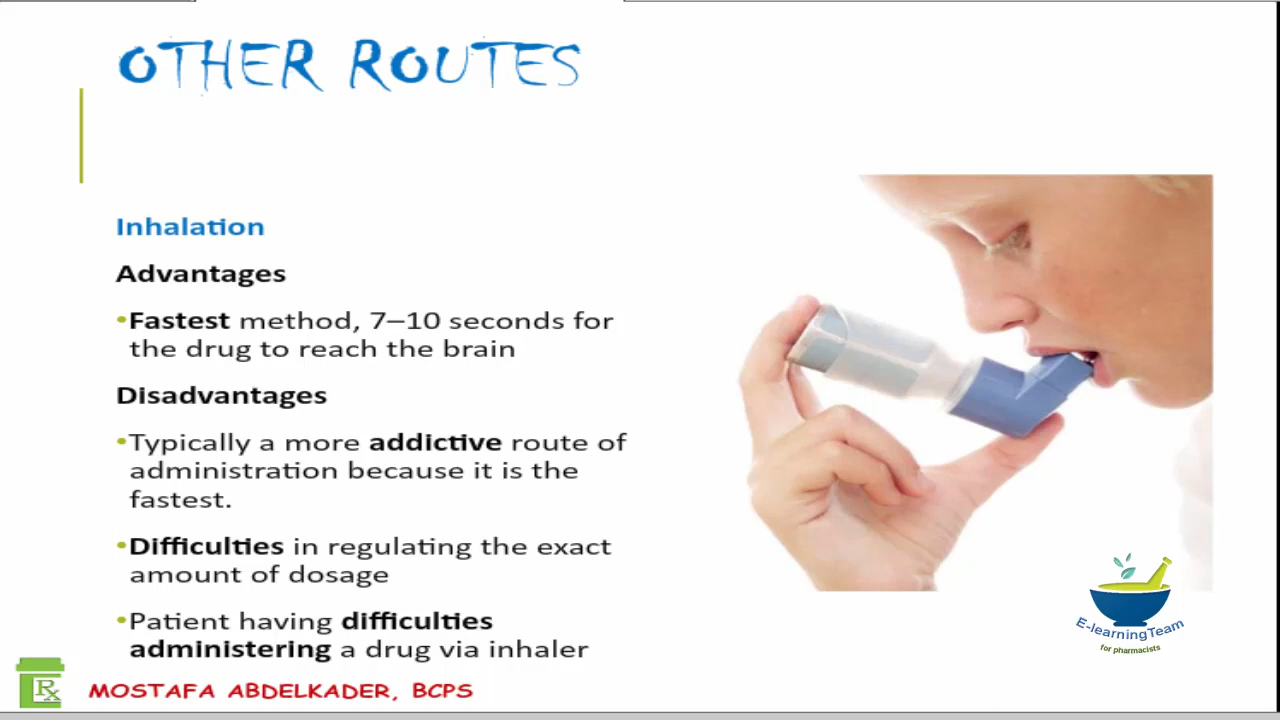 OTHER ROUTES
Inhalation
Advantages
•Fastest method, 7–10 seconds for
the drug to reach the brain
Disadvantages
•Typically a more addictive route of
administration because it is the
fastest.
•Difficulties in regulating the exact
amount of dosage
•Patient having difficulties
administering a drug via inhaler
E-learningTeam
for pharmacists
Rx
MOSTAFA ABDELKADER, BCPS